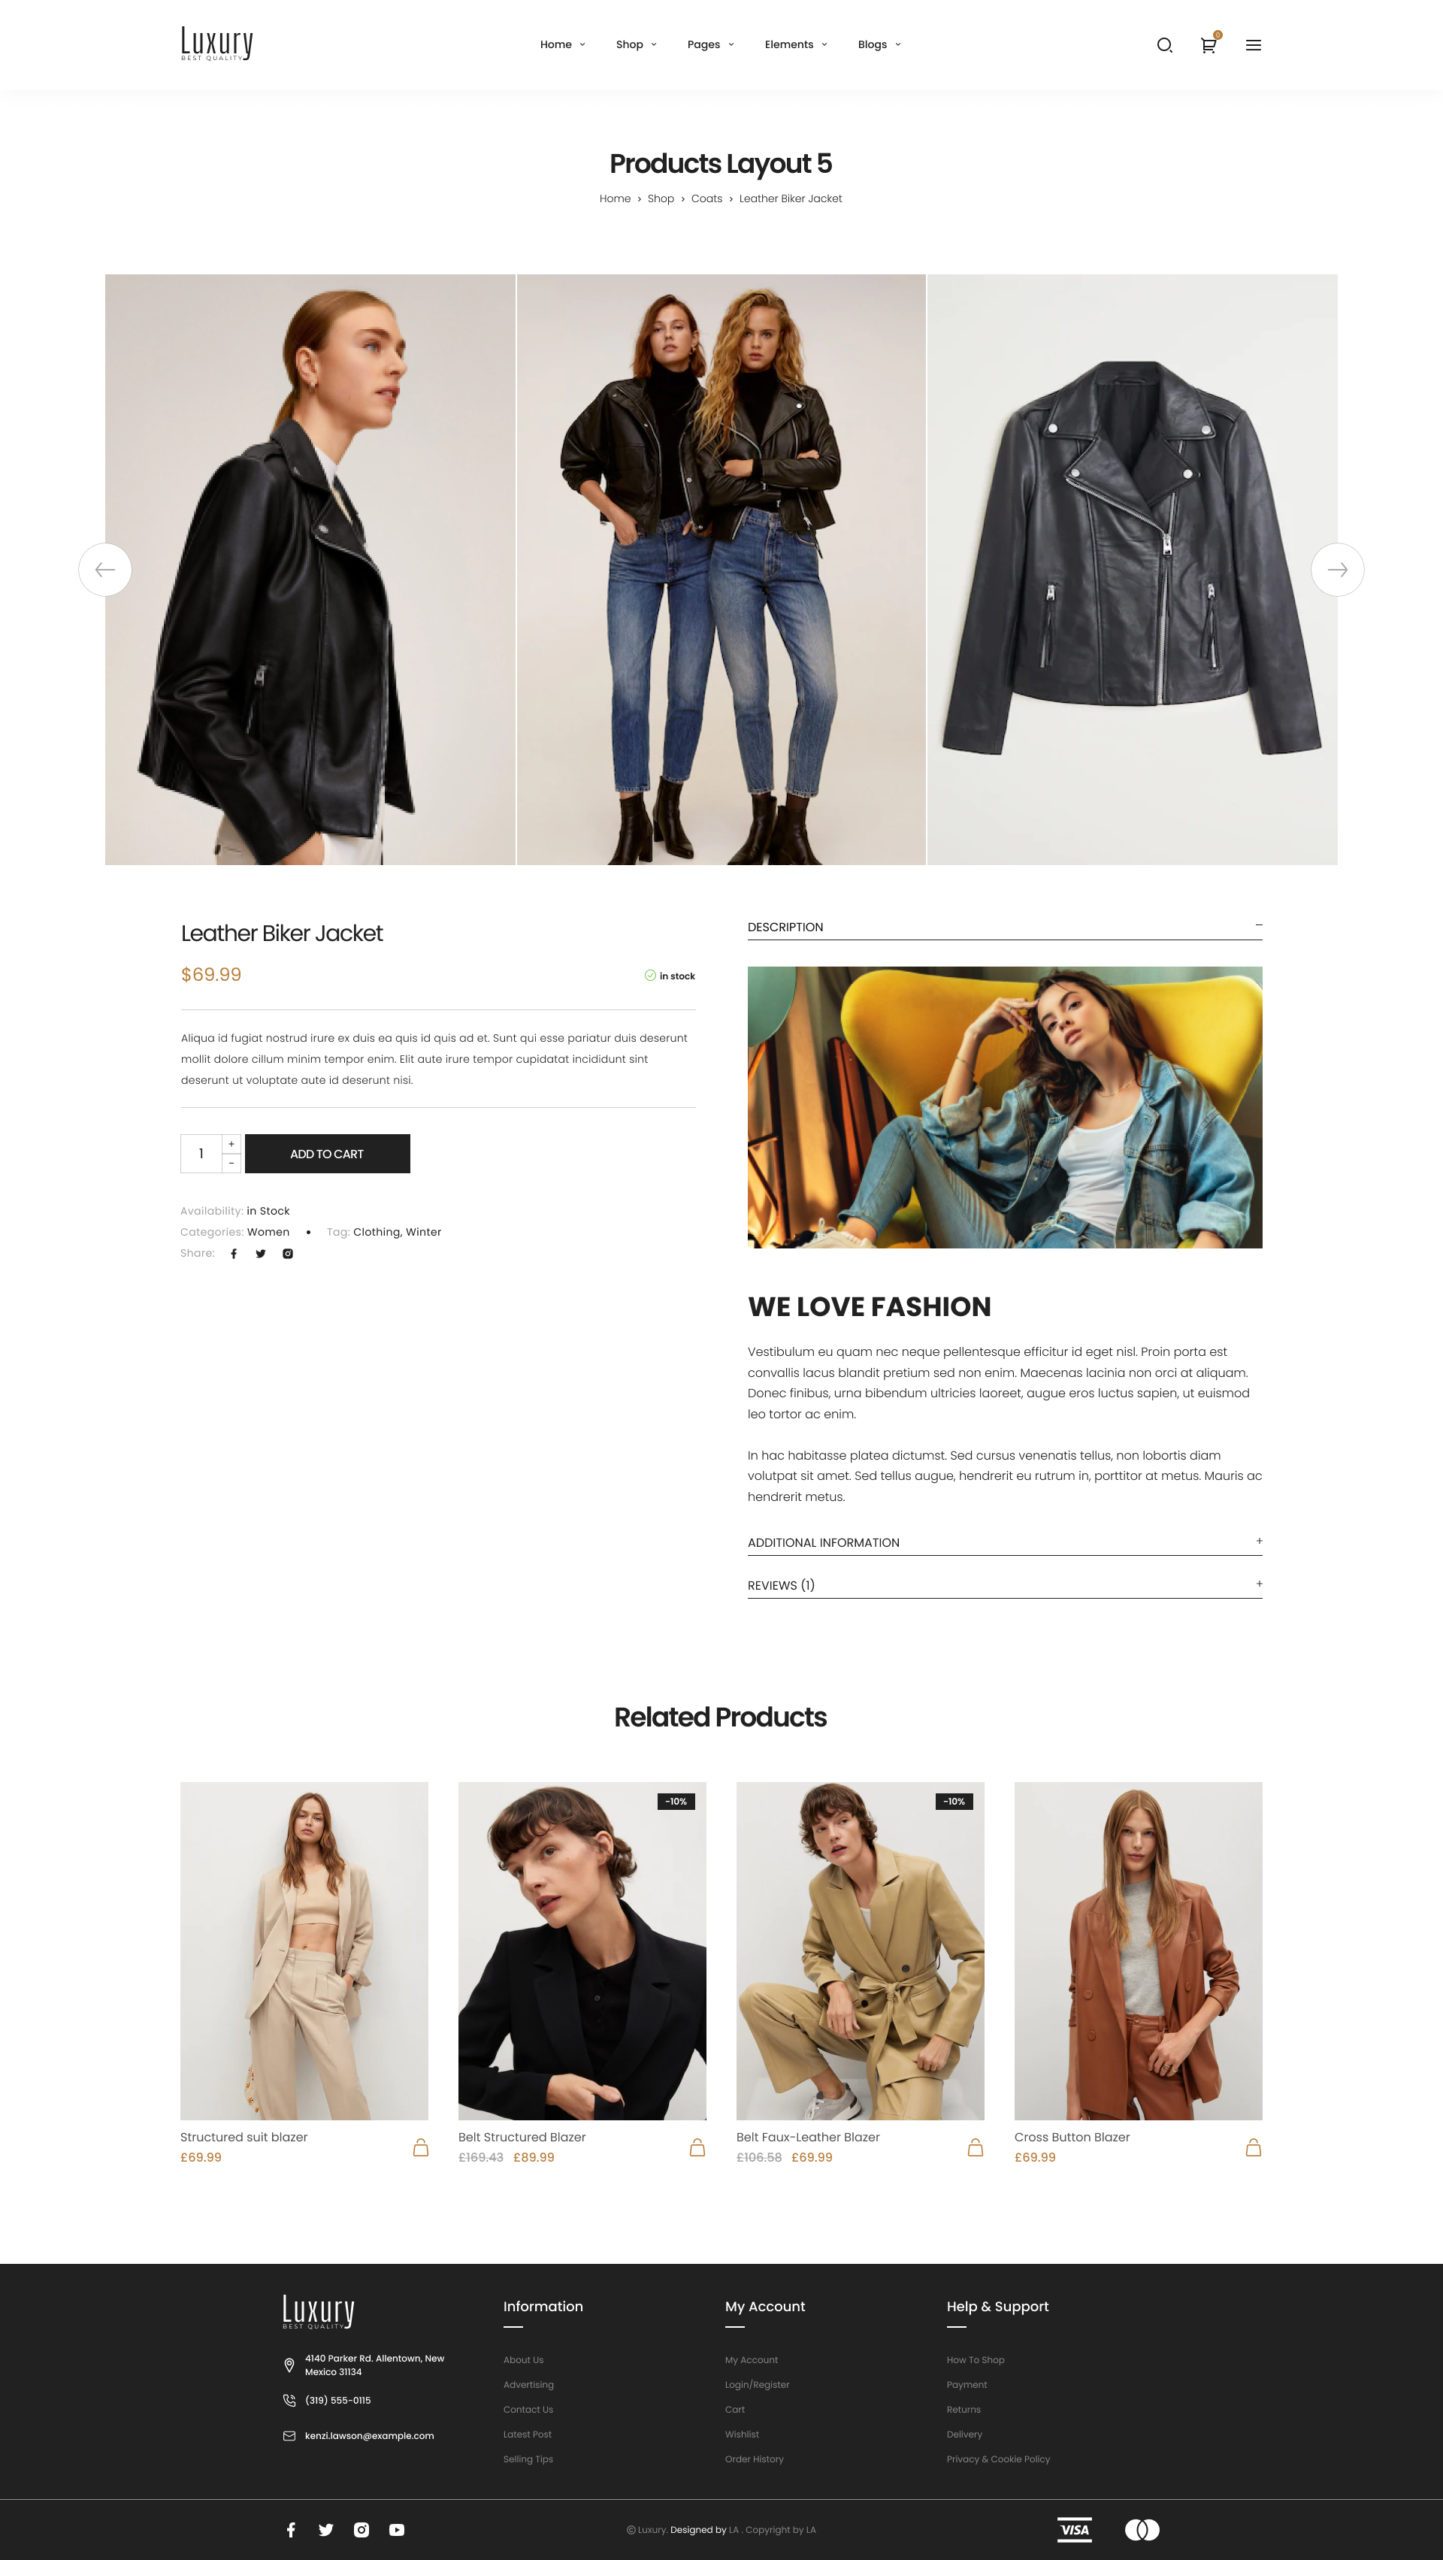 Luxury
BEST QUALITY
Home Shop Pages Elements Blogs
0
Products Layout 5
Home › Shop › Coats › Leather Biker Jacket
Leather Biker Jacket
$69.99
in stock
Aliqua id fugiat nostrud irure ex duis ea quis id quis ad et. Sunt qui esse pariatur duis deserunt
mollit dolore cillum minim tempor enim. Elit aute irure tempor cupidatat incididunt sint
deserunt ut voluptate aute id deserunt nisi.
1 + -
ADD TO CART
Availability: in Stock
Categories: Women • Tag: Clothing, Winter
Share:
DESCRIPTION –
WE LOVE FASHION
Vestibulum eu quam nec neque pellentesque efficitur id eget nisl. Proin porta est
convallis lacus blandit pretium sed non enim. Maecenas lacinia non orci at aliquam.
Donec finibus, urna bibendum ultricies laoreet, augue eros luctus sapien, ut euismod
leo tortor ac enim.
In hac habitasse platea dictumst. Sed cursus venenatis tellus, non lobortis diam
volutpat sit amet. Sed tellus augue, hendrerit eu rutrum in, porttitor at metus. Mauris ac
hendrerit metus.
ADDITIONAL INFORMATION +
REVIEWS (1) +
Related Products
Structured suit blazer
£69.99
-10%
Belt Structured Blazer
£169.43 £89.99
-10%
Belt Faux-Leather Blazer
£106.58 £69.99
Cross Button Blazer
£69.99
Luxury
BEST QUALITY
4140 Parker Rd. Allentown, New
Mexico 31134
(319) 555-0115
kenzi.lawson@example.com
Information
About Us
Advertising
Contact Us
Latest Post
Selling Tips
My Account
My Account
Login/Register
Cart
Wishlist
Order History
Help & Support
How To Shop
Payment
Returns
Delivery
Privacy & Cookie Policy
© Luxury. Designed by LA . Copyright by LA
VISA